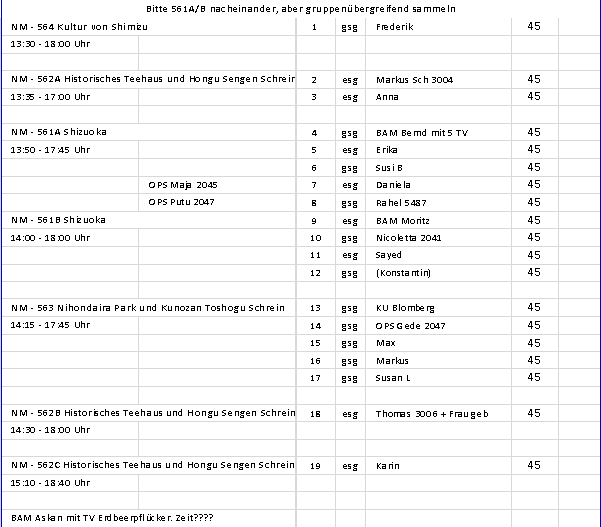 Bitte 561A/B nacheinander, aber gruppenübergreifend sammeln
NM - 564 Kultur von Shimizu 1 gsg Frederik 45
13:30 - 18:00 Uhr
NM - 562A Historisches Teehaus und Hongu Sengen Schrein 2 esg Markus Sch 3004 45
13:35 - 17:00 Uhr 3 esg Anna 45
NM - 561A Shizuoka 4 gsg BAM Bernd mit 5 TV 45
13:50 - 17:45 Uhr 5 esg Erika 45
6 gsg Susi B 45
OPS Maja 2045 7 esg Daniela 45
OPS Putu 2047 8 gsg Rahel 5487 45
NM - 561B Shizuoka 9 esg BAM Moritz 45
14:00 - 18:00 Uhr 10 gsg Nicoletta 2041 45
11 esg Sayed 45
12 gsg (Konstantin) 45
NM - 563 Nihondaira Park und Kunozan Toshogu Schrein 13 gsg KU Blomberg 45
14:15 - 17:45 Uhr 14 gsg OPS Gede 2047 45
15 gsg Max 45
16 gsg Markus 45
17 gsg Susan L 45
NM - 562B Historisches Teehaus und Hongu Sengen Schrein 18 esg Thomas 3006 + Frau geb 45
14:30 - 18:00 Uhr
NM - 562C Historisches Teehaus und Hongu Sengen Schrein 19 esg Karin 45
15:10 - 18:40 Uhr
BAM Askan mit TV Erdbeerpflücker. Zeit????